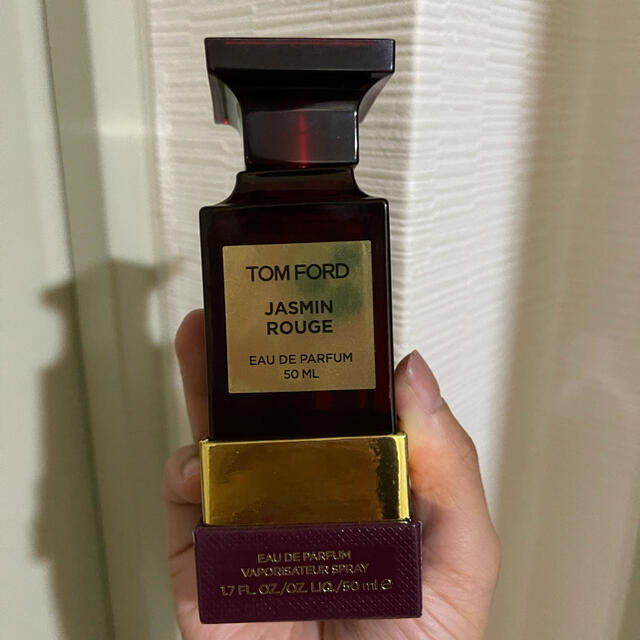 TOM FORD
JASMIN
ROUGE
EAU DE PARFUM
50 ML
EAU DE PARFUM
VAPORISATEUR SPRAY
1.7 FL. OZ./OZ. LIQ./50 ml e